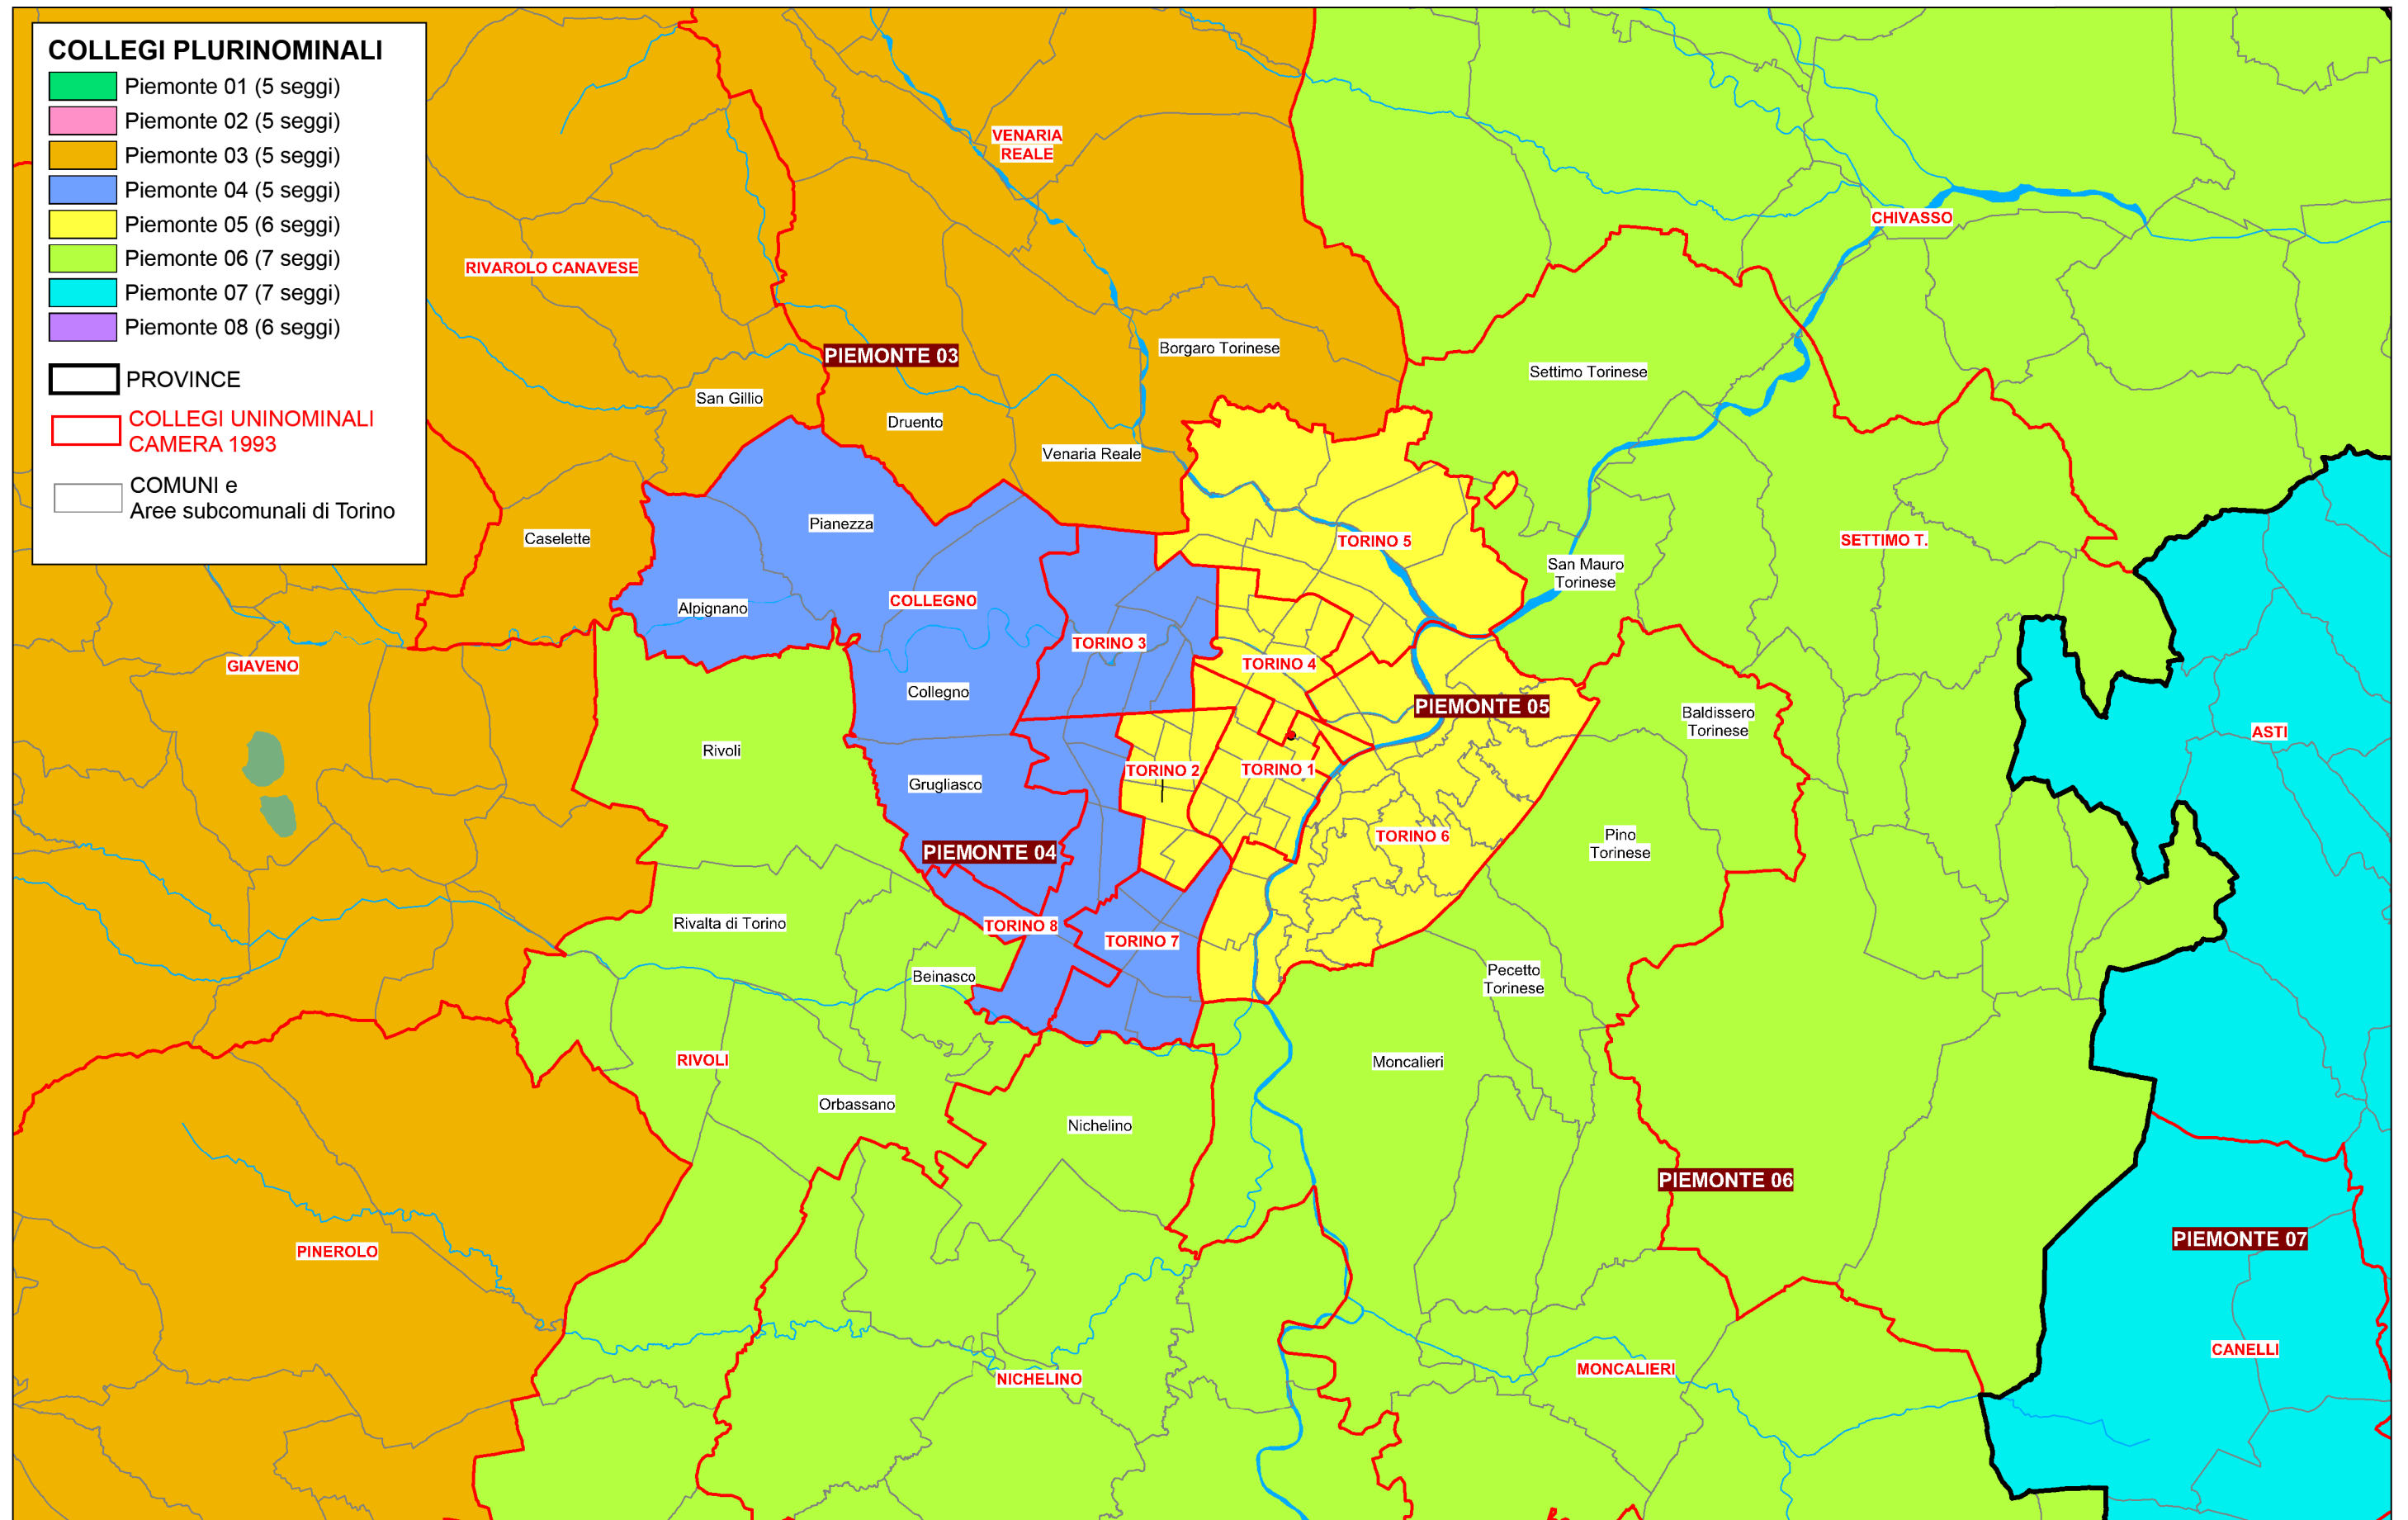 COLLEGI PLURINOMINALI
Piemonte 01 (5 seggi)
Piemonte 02 (5 seggi)
Piemonte 03 (5 seggi)
Piemonte 04 (5 seggi)
Piemonte 05 (6 seggi)
Piemonte 06 (7 seggi)
Piemonte 07 (7 seggi)
Piemonte 08 (6 seggi)
PROVINCE
COLLEGI UNINOMINALI
CAMERA 1993
COMUNI e
Aree subcomunali di Torino
VENARIA
REALE
CHIVASSO
RIVAROLO CANAVESE
PIEMONTE 03
Borgaro Torinese
Settimo Torinese
San Gillio
Druento
Venaria Reale
Pianezza
Caselette
TORINO 5
SETTIMO T.
San Mauro
Torinese
COLLEGNO
Alpignano
TORINO 3
GIAVENO
TORINO 4
Collegno
PIEMONTE 05
Baldissero
Torinese
ASTI
Rivoli
TORINO 2
TORINO 1
Grugliasco
TORINO 6
Pino
Torinese
PIEMONTE 04
Rivalta di Torino
TORINO 8
TORINO 7
Beinasco
Pecetto
Torinese
RIVOLI
Moncalieri
Orbassano
Nichelino
PIEMONTE 06
PIEMONTE 07
PINEROLO
CANELLI
NICHELINO
MONCALIERI